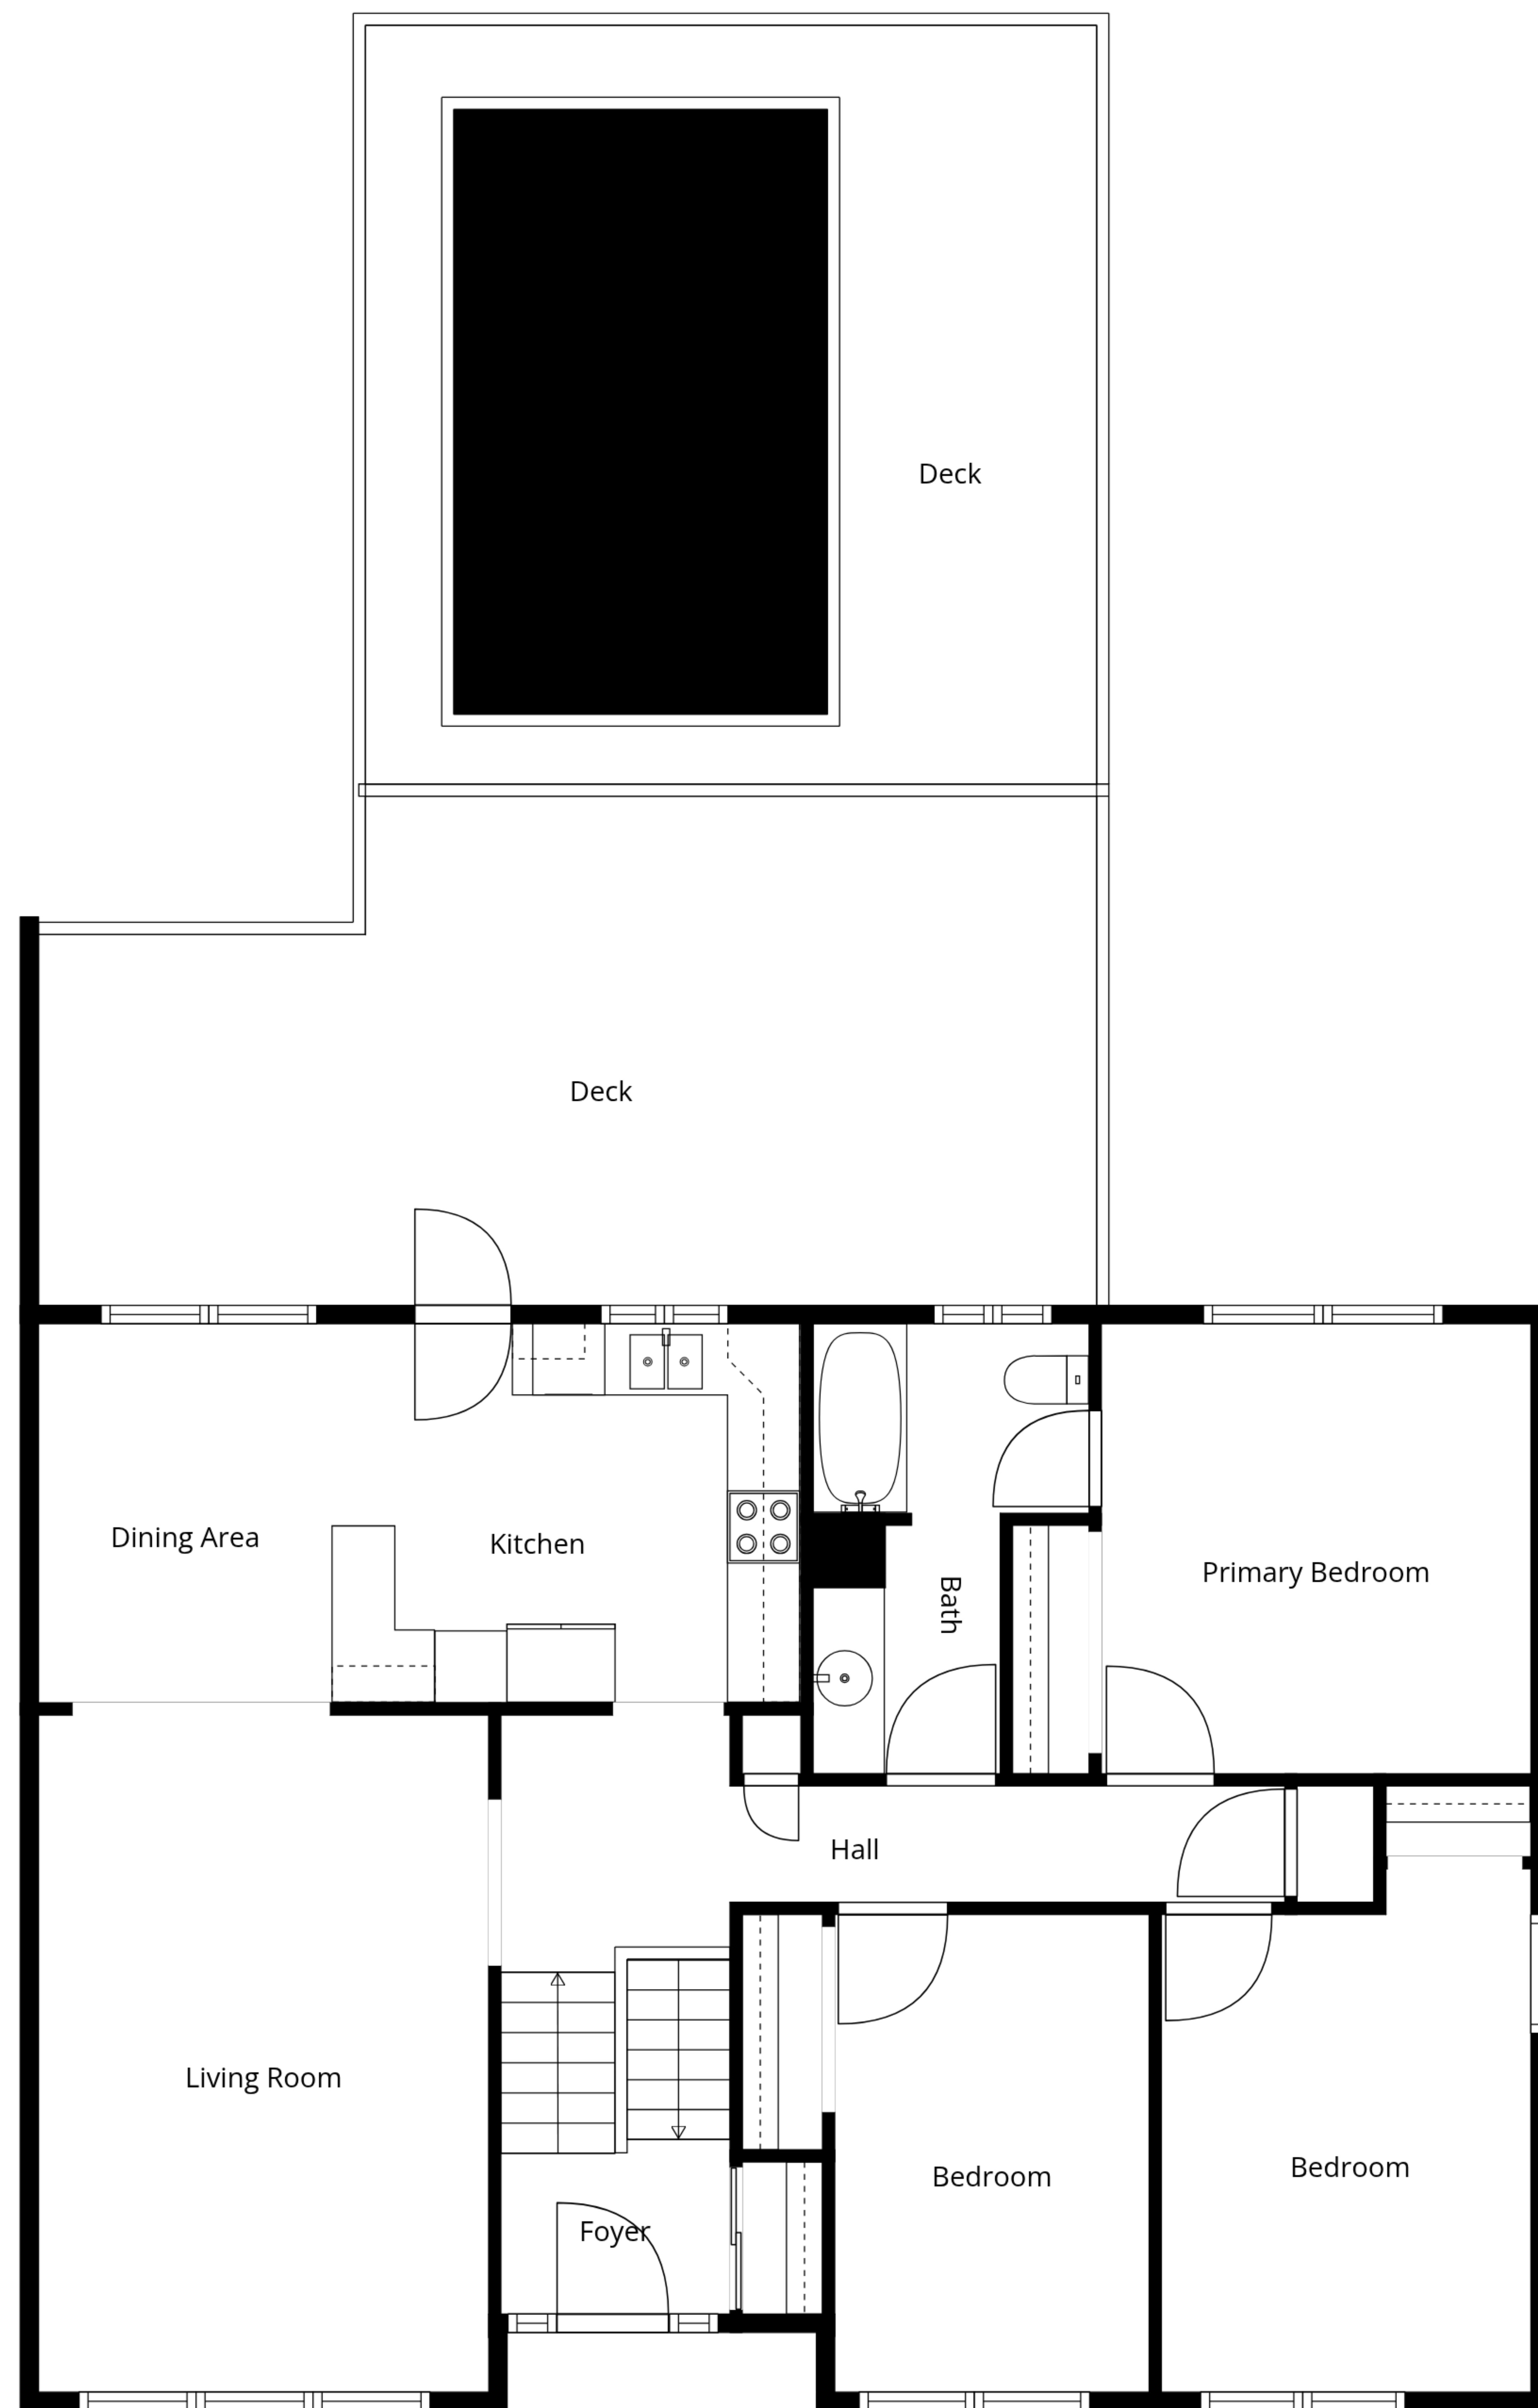 Deck
Deck
Dining Area
Kitchen
Bath
Primary Bedroom
Hall
Living Room
Bedroom
Bedroom
Foyer